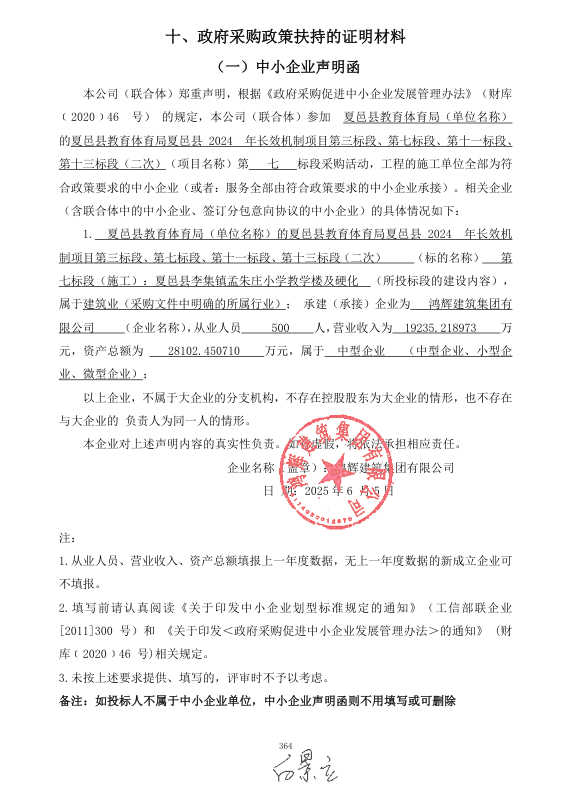 十、政府采购政策扶持的证明材料
（一）中小企业声明函
本公司（联合体）郑重声明，根据《政府采购促进中小企业发展管理办法》（财库
﹝2020﹞46 号）的规定，本公司（联合体）参加 夏邑县教育体育局（单位名称）
的夏邑县教育体育局夏邑县 2024 年长效机制项目第三标段、第七标段、第十一标段、
第十三标段（二次）（项目名称）第 七 标段采购活动，工程的施工单位全部为符
合政策要求的中小企业（或者：服务全部由符合政策要求的中小企业承接）。相关企业
（含联合体中的中小企业、签订分包意向协议的中小企业）的具体情况如下：
1. 夏邑县教育体育局（单位名称）的夏邑县教育体育局夏邑县 2024 年长效机
制项目第三标段、第七标段、第十一标段、第十三标段（二次） （标的名称） 第
七标段（施工）：夏邑县李集镇孟朱庄小学教学楼及硬化 （所投标段的建设内容），
属于建筑业（采购文件中明确的所属行业）； 承建（承接）企业为 鸿辉建筑集团有
限公司 （企业名称），从业人员 500 人，营业收入为 19235.218973 万
元，资产总额为 28102.450710 万元，属于 中型企业 （中型企业、小型企
业、微型企业）；
以上企业，不属于大企业的分支机构，不存在控股股东为大企业的情形，也不存在
与大企业的 负责人为同一人的情形。
本企业对上述声明内容的真实性负责。如有虚假，将依法承担相应责任。
企业名称（盖章）：鸿辉建筑集团有限公司
日 期：2025 年 6 月 5 日
鸿辉建筑集团有限公司
注：
1.从业人员、营业收入、资产总额填报上一年度数据，无上一年度数据的新成立企业可
不填报。
2.填写前请认真阅读《关于印发中小企业划型标准规定的通知》（工信部联企业
[2011]300 号）和 《关于印发＜政府采购促进中小企业发展管理办法＞的通知》 (财
库﹝2020﹞46 号)相关规定。
3.未按上述要求提供、填写的，评审时不予以考虑。
备注：如投标人不属于中小企业单位，中小企业声明函则不用填写或可删除
364